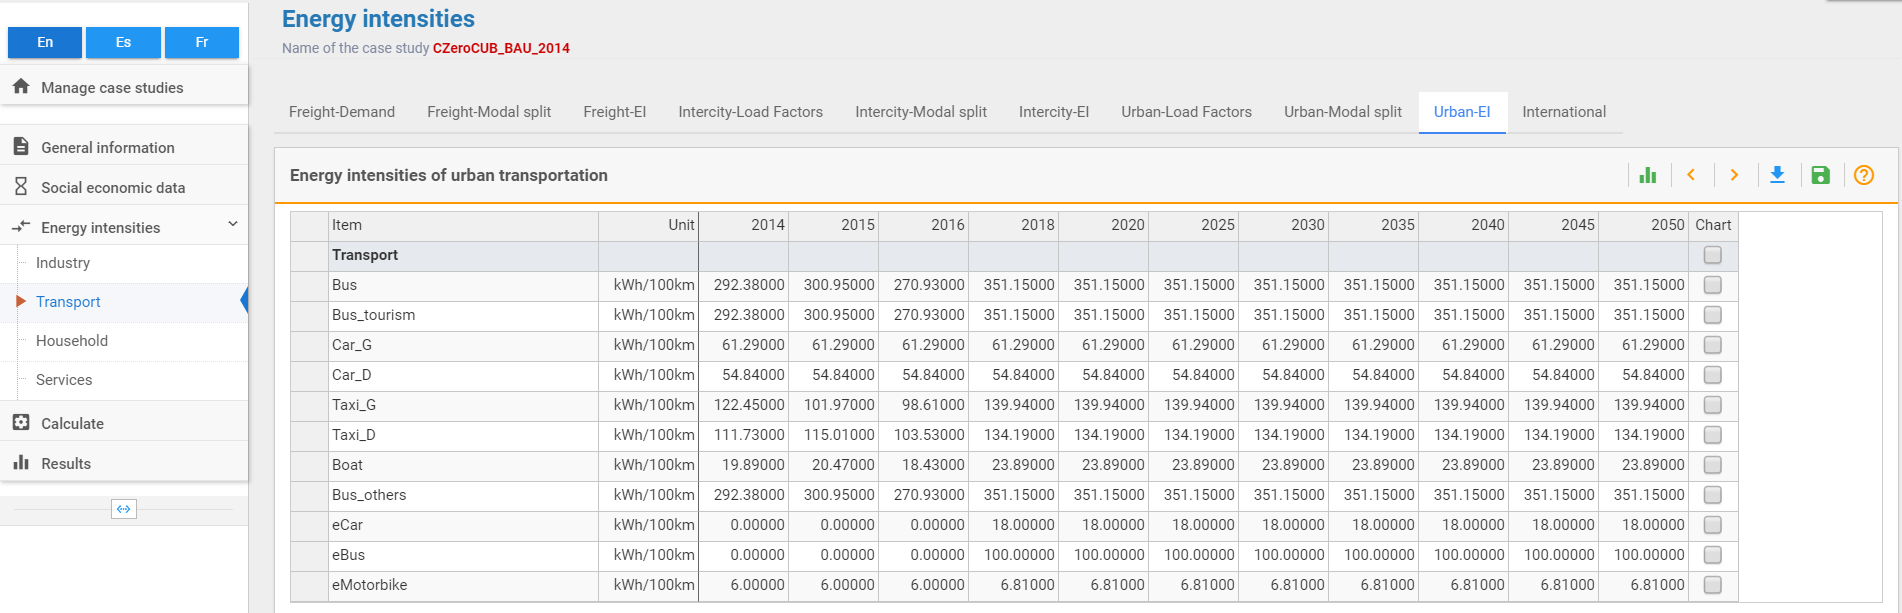 En Es Fr
Manage case studies
General information
Social economic data
Energy intensities
Industry
Transport
Household
Services
Calculate
Results
Energy intensities
Name of the case study CZeroCUB_BAU_2014
Freight-Demand Freight-Modal split Freight-EI Intercity-Load Factors Intercity-Modal split Intercity-EI Urban-Load Factors Urban-Modal split Urban-EI International
Energy intensities of urban transportation
Item Unit 2014 2015 2016 2018 2020 2025 2030 2035 2040 2045 2050 Chart
Transport
Bus kWh/100km 292.38000 300.95000 270.93000 351.15000 351.15000 351.15000 351.15000 351.15000 351.15000 351.15000 351.15000
Bus_tourism kWh/100km 292.38000 300.95000 270.93000 351.15000 351.15000 351.15000 351.15000 351.15000 351.15000 351.15000 351.15000
Car_G kWh/100km 61.29000 61.29000 61.29000 61.29000 61.29000 61.29000 61.29000 61.29000 61.29000 61.29000 61.29000
Car_D kWh/100km 54.84000 54.84000 54.84000 54.84000 54.84000 54.84000 54.84000 54.84000 54.84000 54.84000 54.84000
Taxi_G kWh/100km 122.45000 101.97000 98.61000 139.94000 139.94000 139.94000 139.94000 139.94000 139.94000 139.94000 139.94000
Taxi_D kWh/100km 111.73000 115.01000 103.53000 134.19000 134.19000 134.19000 134.19000 134.19000 134.19000 134.19000 134.19000
Boat kWh/100km 19.89000 20.47000 18.43000 23.89000 23.89000 23.89000 23.89000 23.89000 23.89000 23.89000 23.89000
Bus_others kWh/100km 292.38000 300.95000 270.93000 351.15000 351.15000 351.15000 351.15000 351.15000 351.15000 351.15000 351.15000
eCar kWh/100km 0.00000 0.00000 0.00000 18.00000 18.00000 18.00000 18.00000 18.00000 18.00000 18.00000 18.00000
eBus kWh/100km 0.00000 0.00000 0.00000 100.00000 100.00000 100.00000 100.00000 100.00000 100.00000 100.00000 100.00000
eMotorbike kWh/100km 6.00000 6.00000 6.00000 6.81000 6.81000 6.81000 6.81000 6.81000 6.81000 6.81000 6.81000